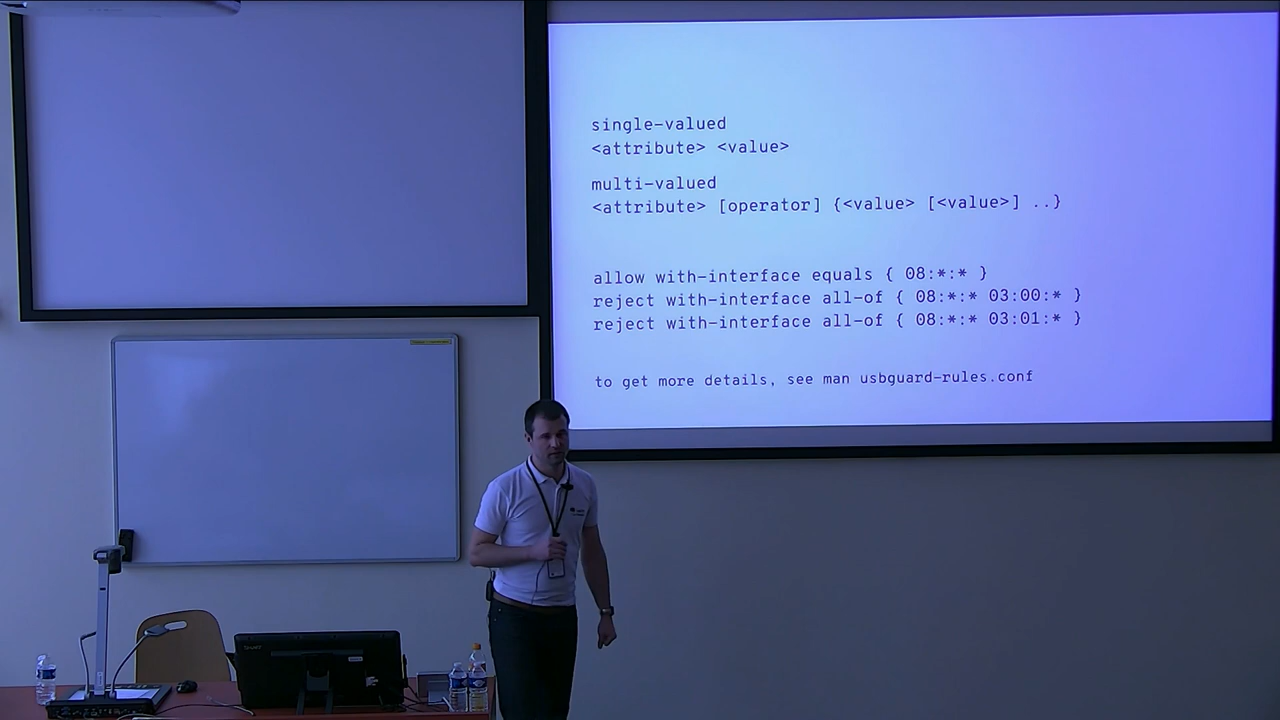 single-valued
<attribute> <value>
multi-valued
<attribute> [operator] {<value> [<value>] ..}
allow with-interface equals { 08:*:* }
reject with-interface all-of { 08:*:* 03:00:* }
reject with-interface all-of { 08:*:* 03:01:* }
to get more details, see man usbguard-rules.conf